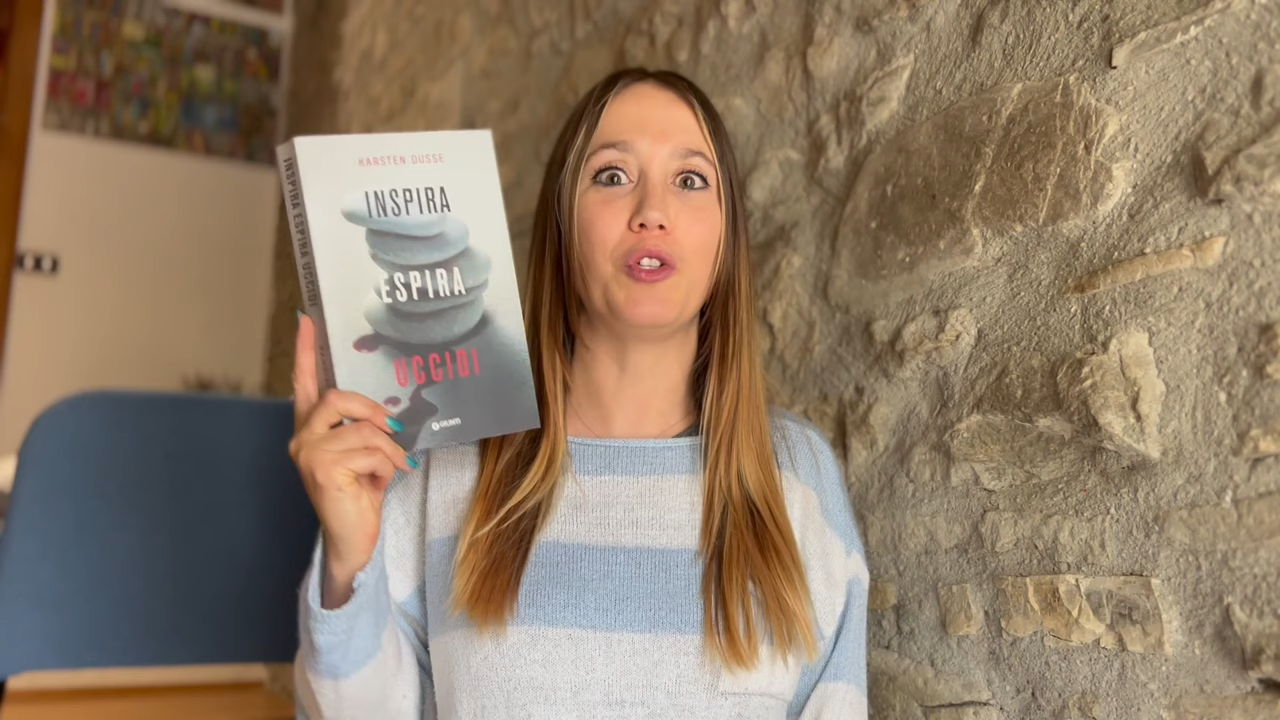 KARSTEN DUSSE
INSPIRA
ESPIRA
UCCIDI
GIUNTI
INSPIRA ESPIRA UCCIDI